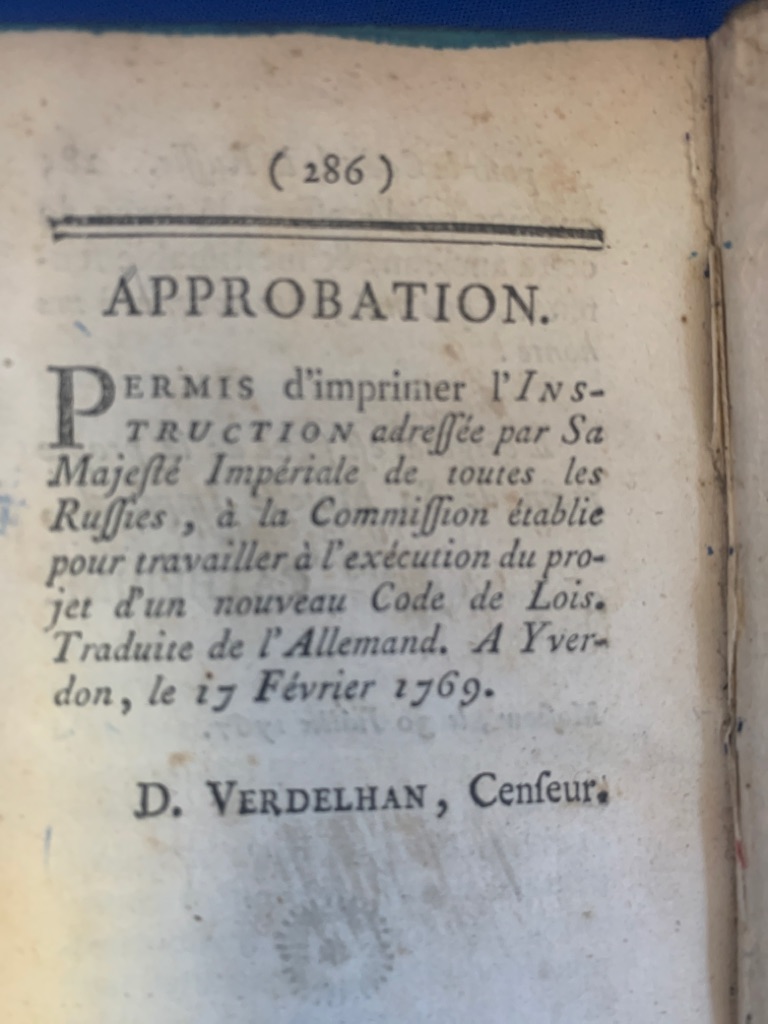 ( 286 )
APPROBATION.
PERMIS d'imprimer l'INS-
TRUCTION adreſſée par Sa
Majeſté Impériale de toutes les
Ruſſies, à la Commiſſion établie
pour travailler à l'exécution du pro-
jet d'un nouveau Code de Lois.
Traduite de l'Allemand. A Yver-
don, le 17 Février 1769.
D. VERDELHAN, Cenſeur.